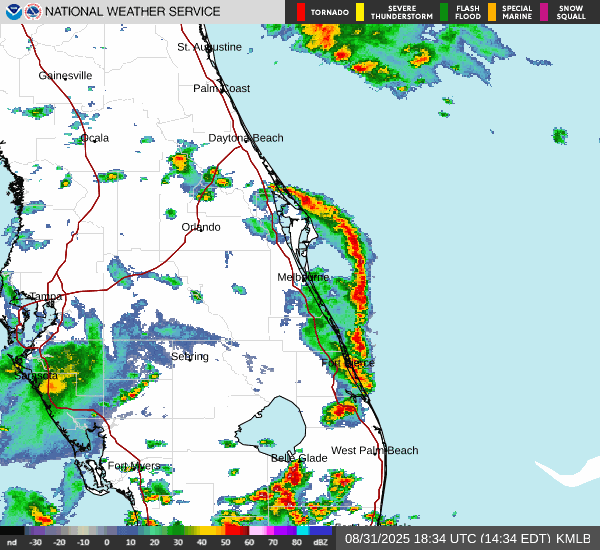 NATIONAL WEATHER SERVICE
TORNADO
SEVERE THUNDERSTORM
FLASH FLOOD
SPECIAL MARINE
SNOW SQUALL
St. Augustine
Gainesville
Palm Coast
Ocala
Daytona Beach
Orlando
Melbourne
Tampa
Sebring
Sarasota
West Palm Beach
Belle Glade
Fort Myers
nd -30 -20 -10 0 10 20 30 40 50 60 70 80 dBZ
08/31/2025 18:34 UTC (14:34 EDT) KMLB